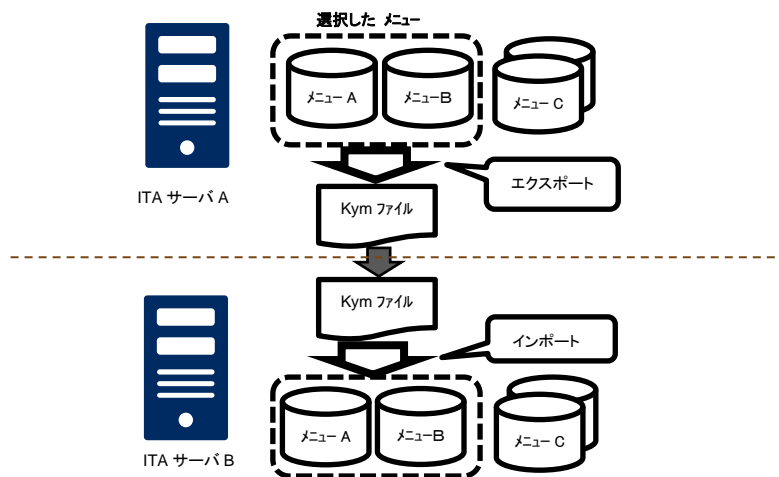 選択した ﾒﾆｭｰ
ﾒﾆｭｰ A
ﾒﾆｭｰB
ﾒﾆｭｰ C
ITA サーバ A
エクスポート
Kym ﾌｧｲﾙ
Kym ﾌｧｲﾙ
インポート
ﾒﾆｭｰ A
ﾒﾆｭｰB
ﾒﾆｭｰ C
ITA サーバ B